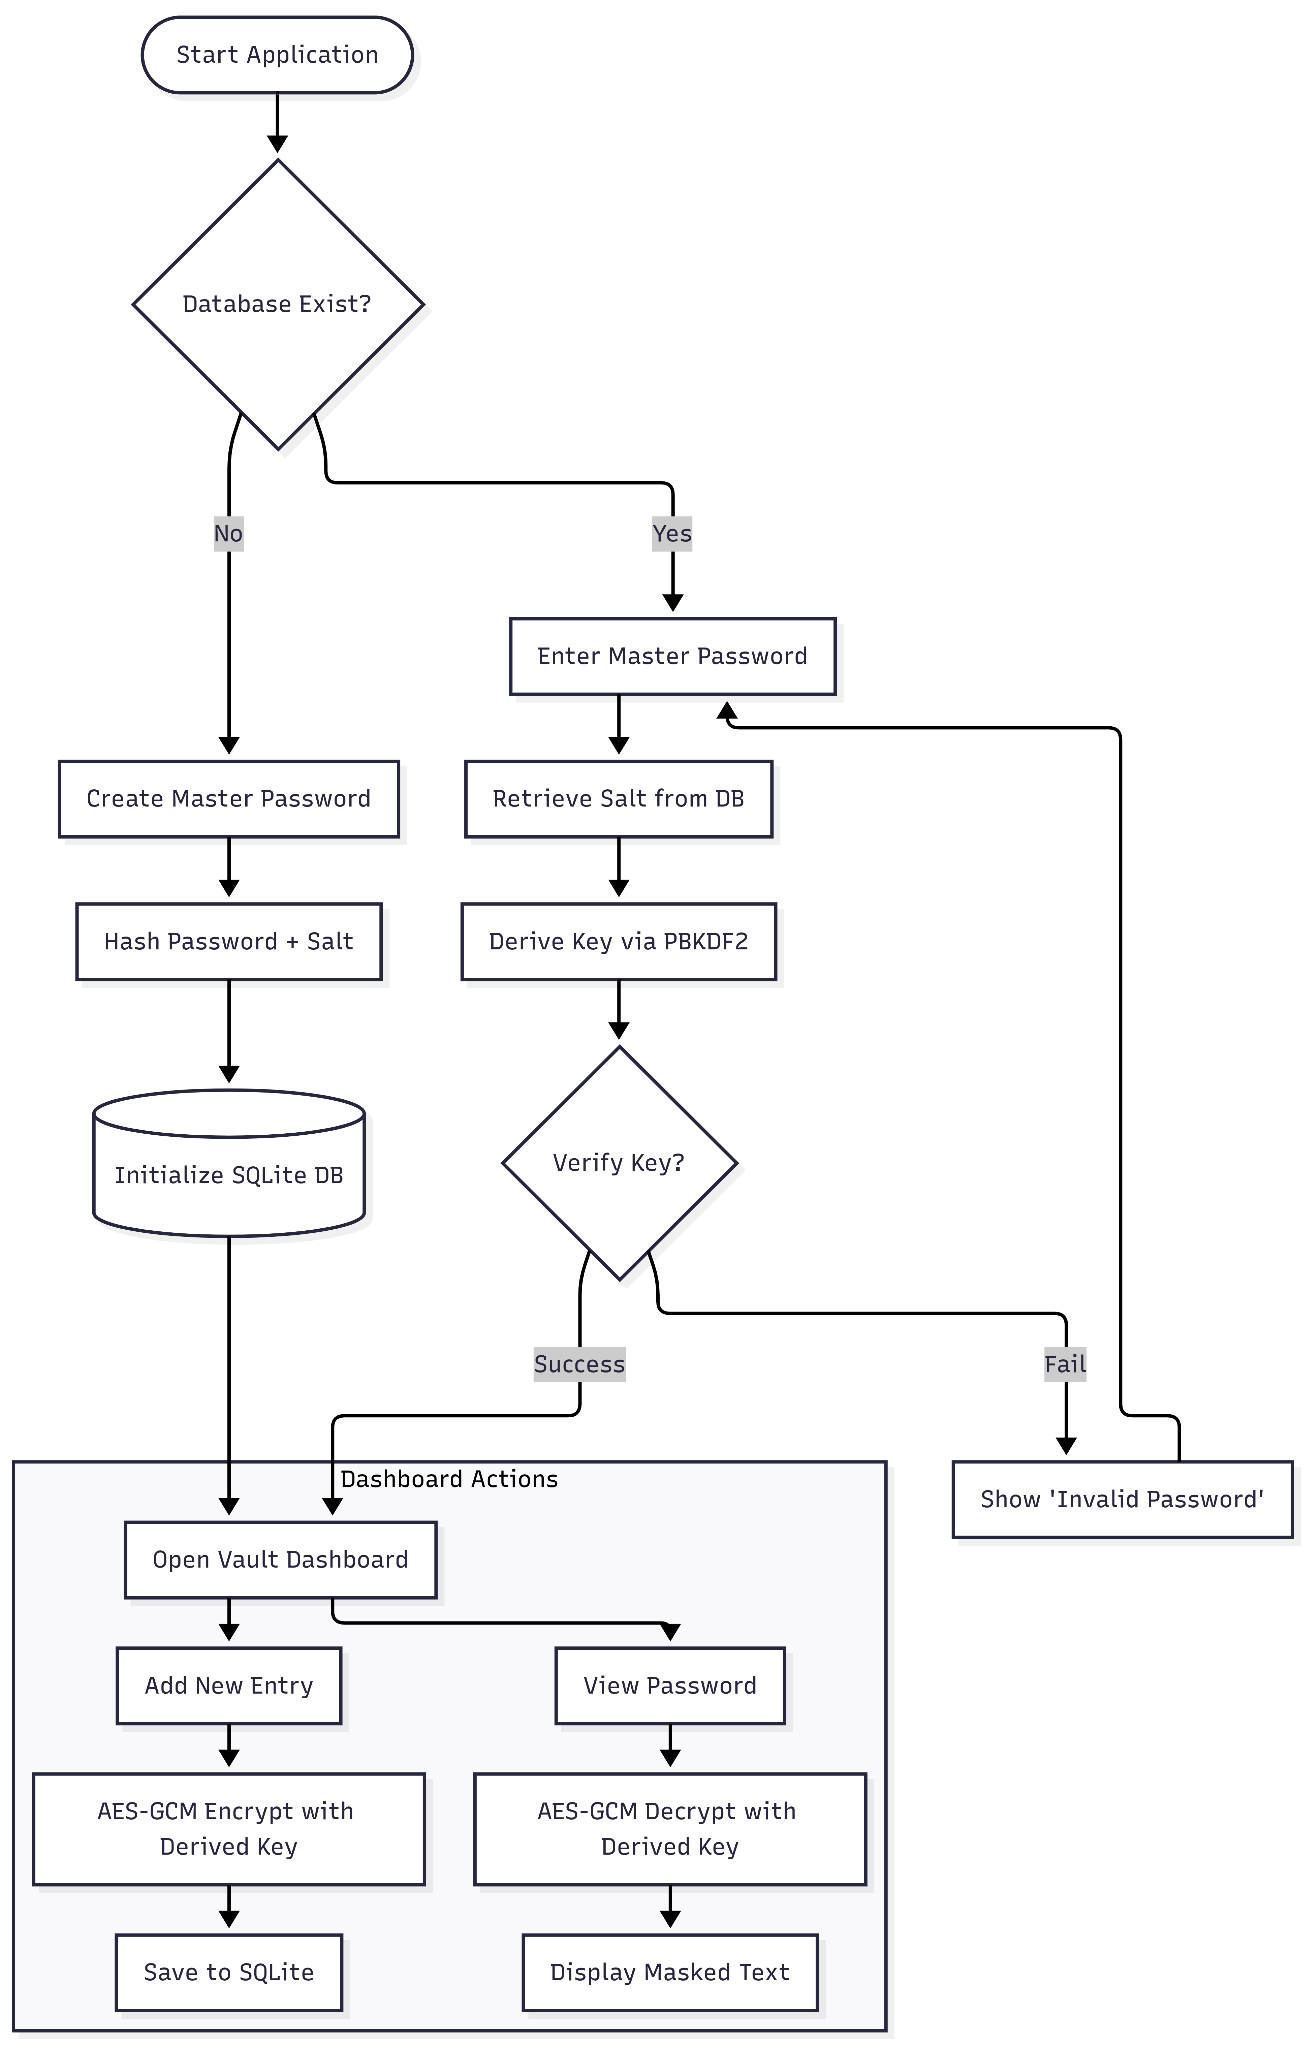 Start Application
Database Exist?
No
Yes
Enter Master Password
Create Master Password
Retrieve Salt from DB
Hash Password + Salt
Derive Key via PBKDF2
Initialize SQLite DB
Verify Key?
Success
Fail
Dashboard Actions
Show 'Invalid Password'
Open Vault Dashboard
Add New Entry
View Password
AES-GCM Encrypt with
Derived Key
AES-GCM Decrypt with
Derived Key
Save to SQLite
Display Masked Text